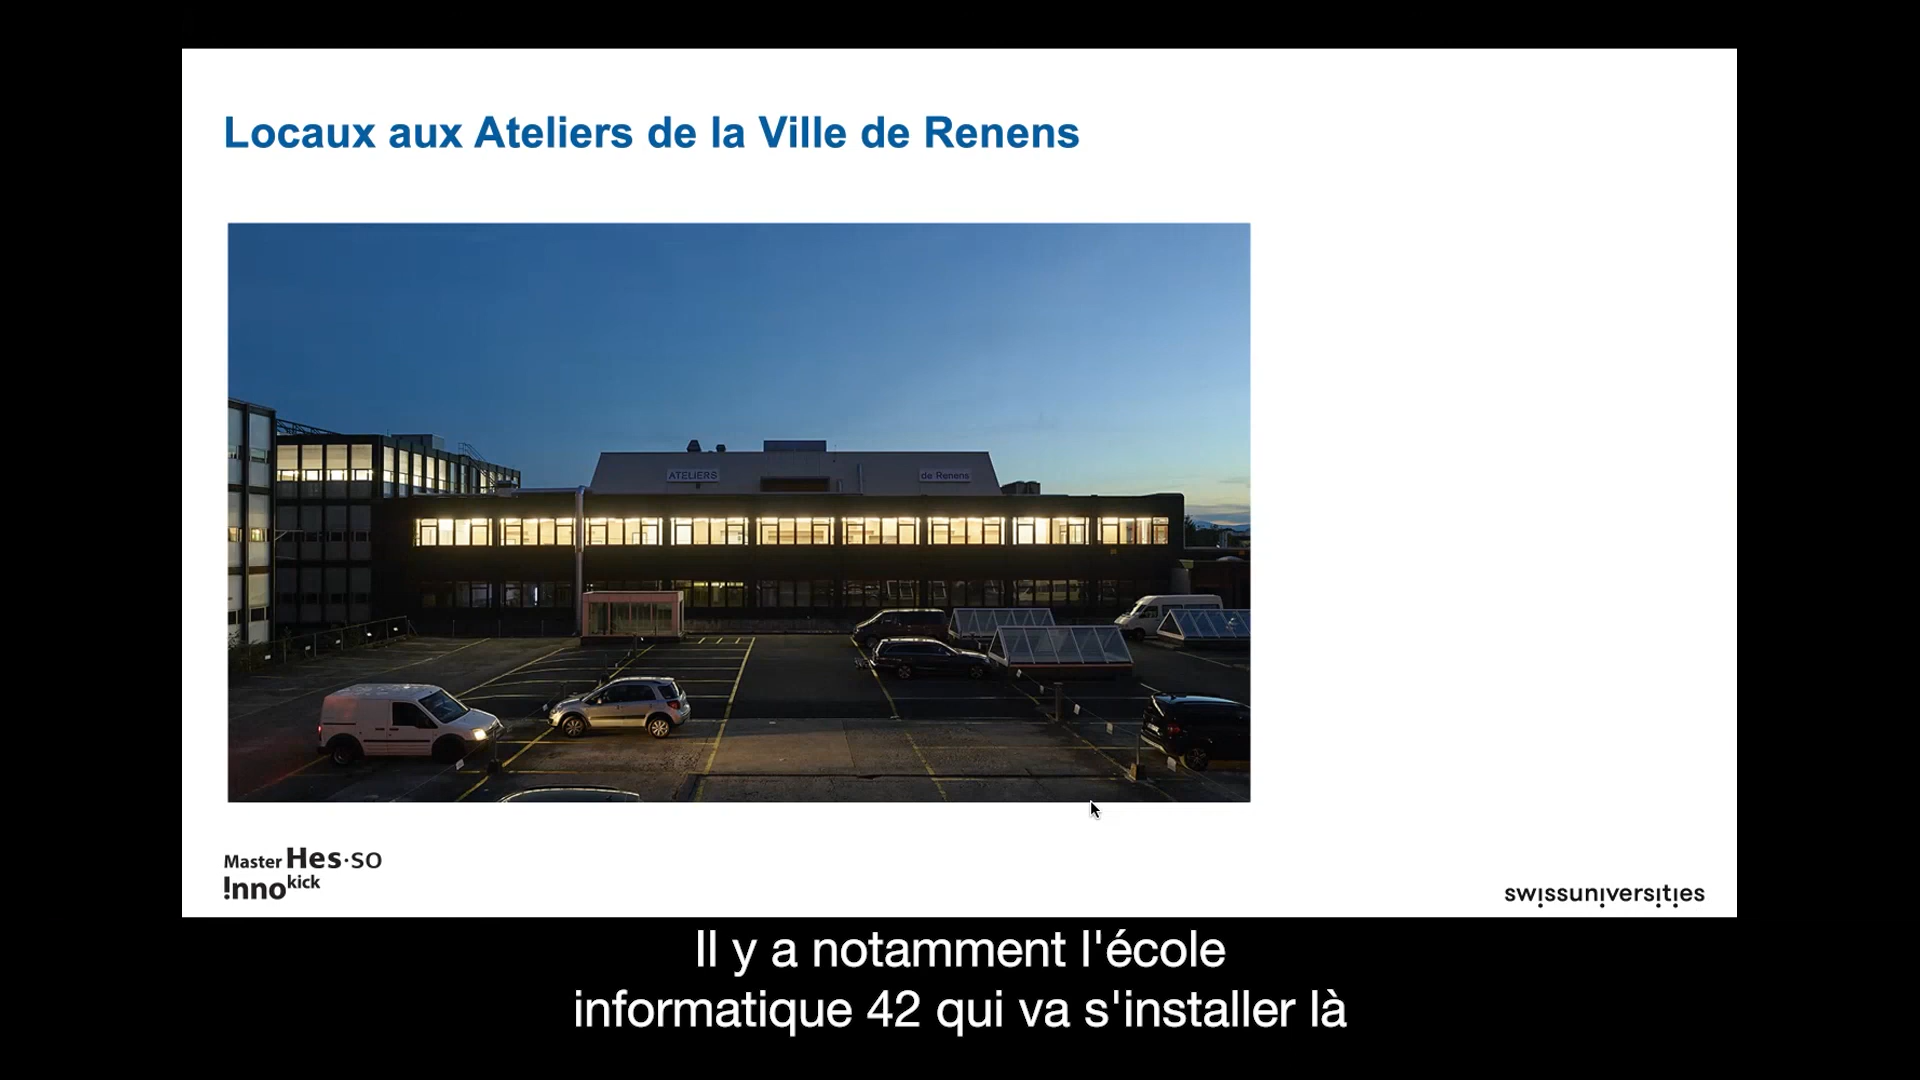 Locaux aux Ateliers de la Ville de Renens
ATELIERS
de Renens
Master Hes·so
!nnokick
swissuniversities
Il y a notamment l'école
informatique 42 qui va s'installer là